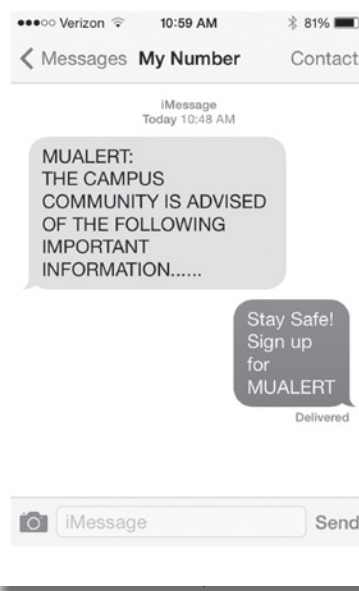 Verizon 10:59 AM 81%
Messages My Number Contact
iMessage
Today 10:48 AM
MUALERT:
THE CAMPUS
COMMUNITY IS ADVISED
OF THE FOLLOWING
IMPORTANT
INFORMATION......
Stay Safe!
Sign up
for
MUALERT
Delivered
iMessage Send